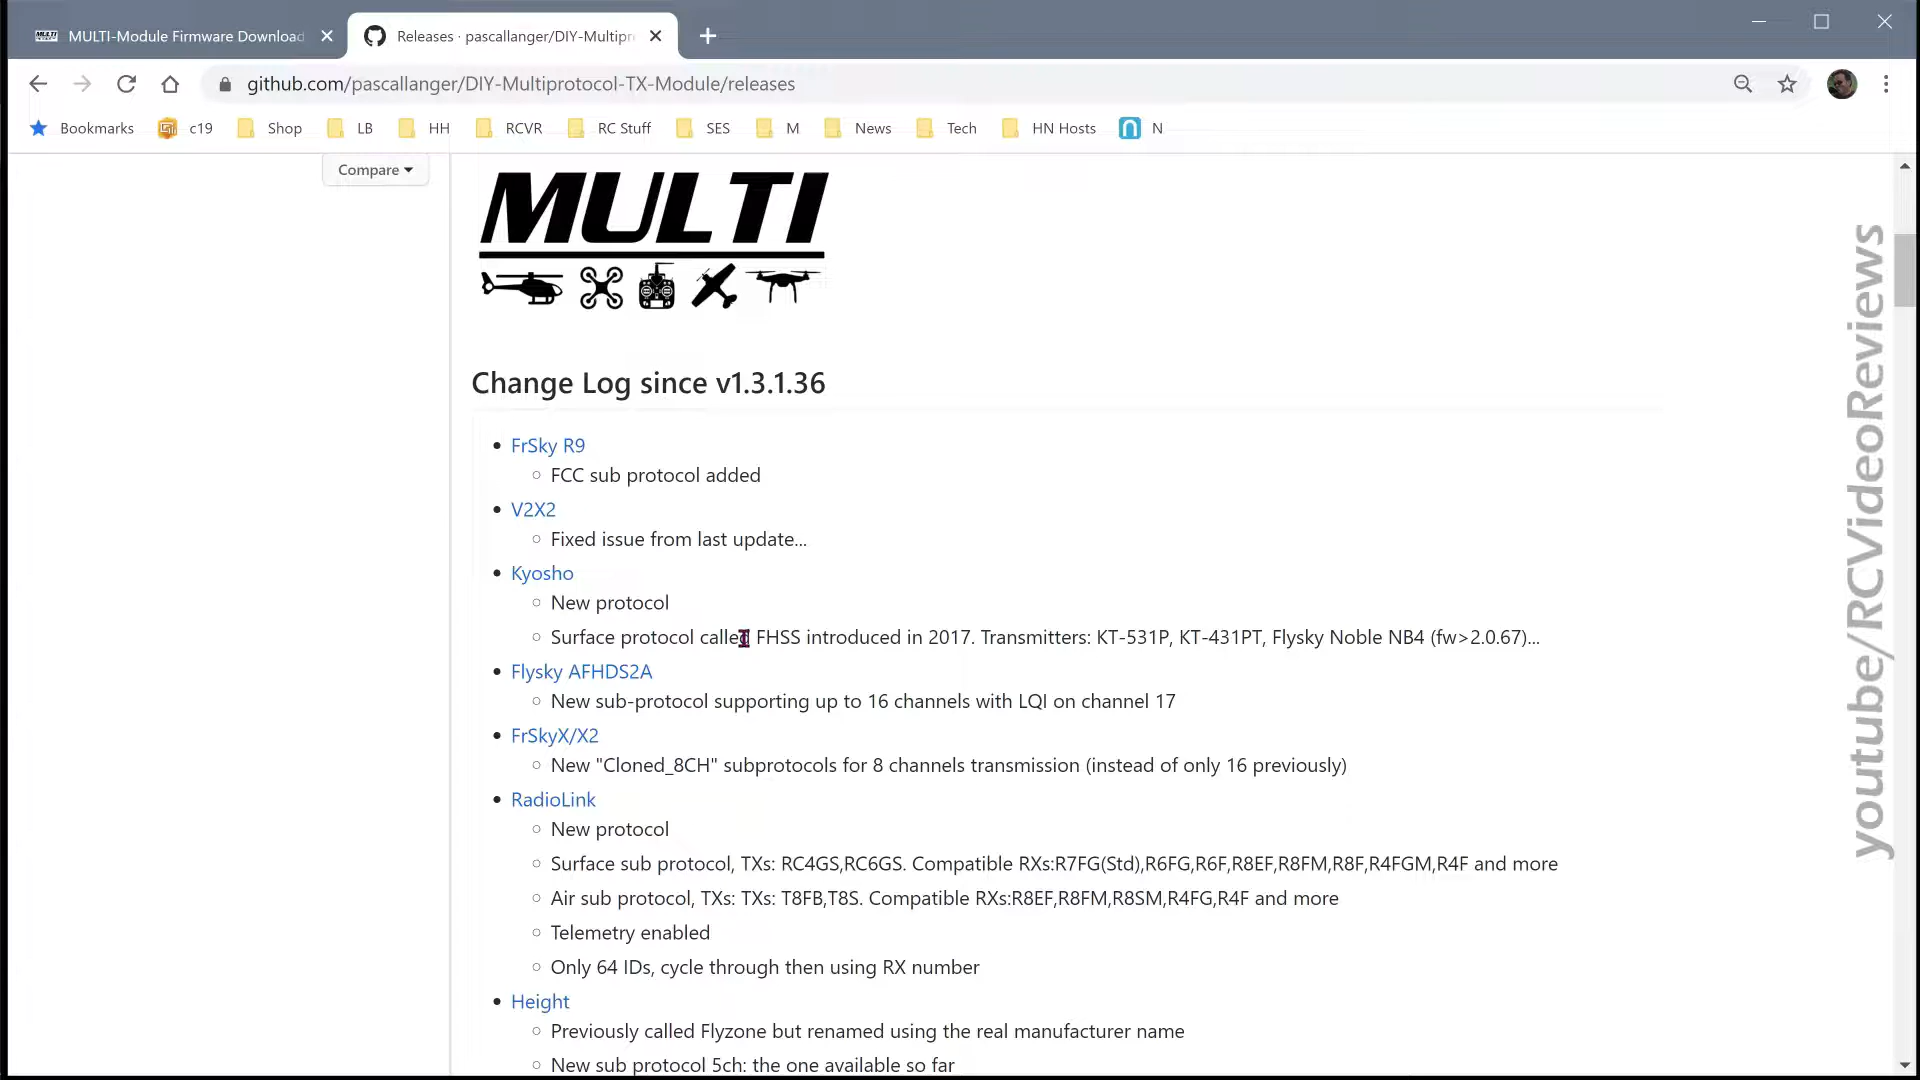 MULTI-Module Firmware Download
Releases · pascallanger/DIY-Multipr
github.com/pascallanger/DIY-Multiprotocol-TX-Module/releases
Bookmarks c19 Shop LB HH RCVR RC Stuff SES M News Tech HN Hosts N
Compare
MULTI
Change Log since v1.3.1.36
FrSky R9
FCC sub protocol added
V2X2
Fixed issue from last update...
Kyosho
New protocol
Surface protocol called FHSS introduced in 2017. Transmitters: KT-531P, KT-431PT, Flysky Noble NB4 (fw>2.0.67)...
Flysky AFHDS2A
New sub-protocol supporting up to 16 channels with LQI on channel 17
FrSkyX/X2
New "Cloned_8CH" subprotocols for 8 channels transmission (instead of only 16 previously)
RadioLink
New protocol
Surface sub protocol, TXs: RC4GS,RC6GS. Compatible RXs:R7FG(Std),R6FG,R6F,R8EF,R8FM,R8F,R4FGM,R4F and more
Air sub protocol, TXs: TXs: T8FB,T8S. Compatible RXs:R8EF,R8FM,R8SM,R4FG,R4F and more
Telemetry enabled
Only 64 IDs, cycle through then using RX number
Height
Previously called Flyzone but renamed using the real manufacturer name
New sub protocol 5ch: the one available so far
youtube/RCVideoReviews